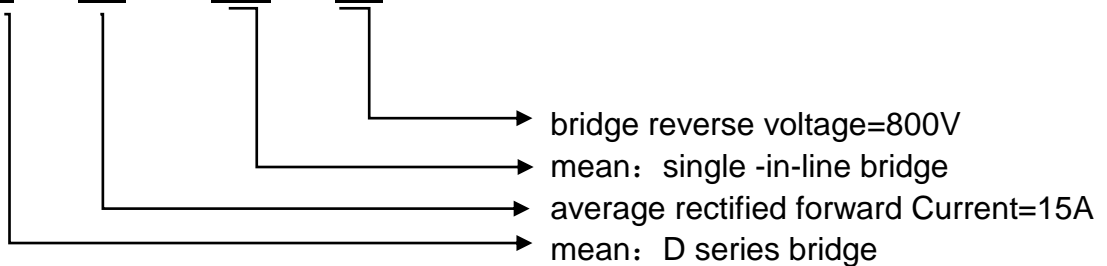 bridge reverse voltage=800V
mean：single -in-line bridge
average rectified forward Current=15A
mean：D series bridge